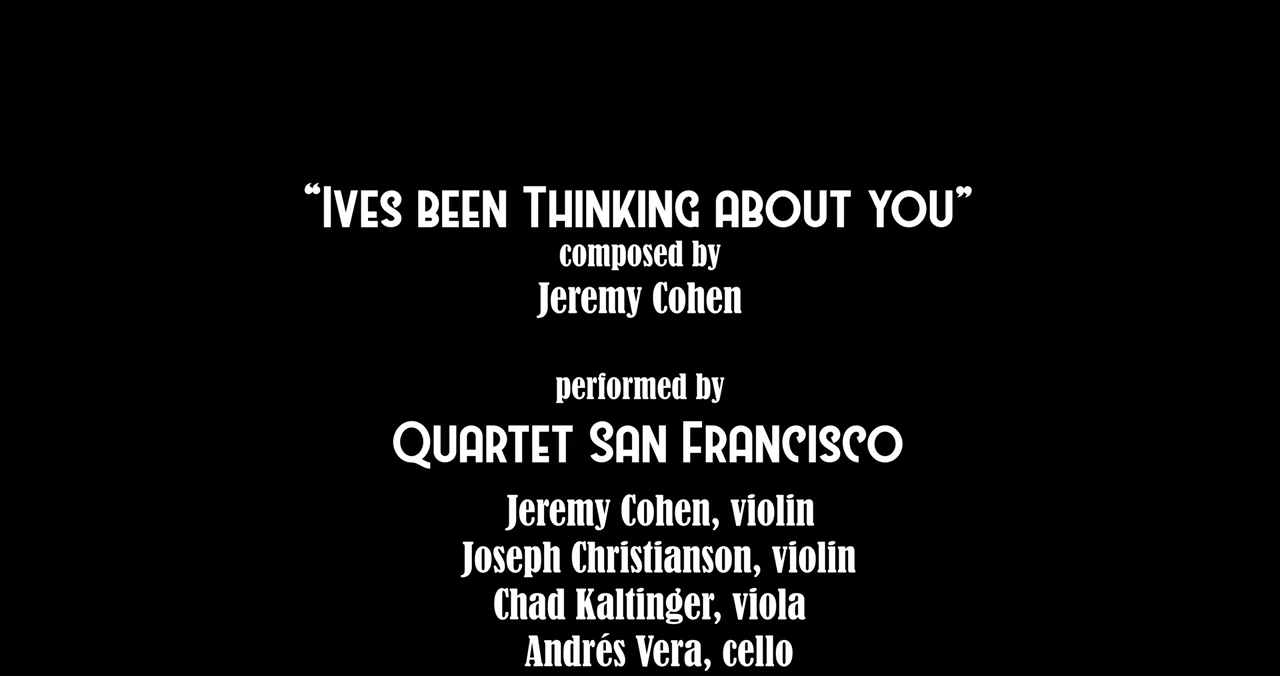 “Ives been Thinking about you”
composed by
Jeremy Cohen
performed by
Quartet San Francisco
Jeremy Cohen, violin
Joseph Christianson, violin
Chad Kaltinger, viola
Andrés Vera, cello